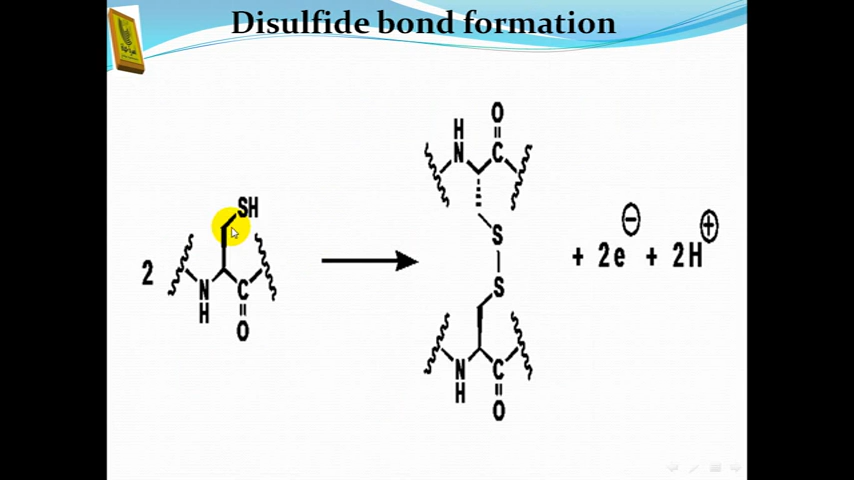 Disulfide bond formation
2
SH
N
H
C
O
H
N
O
C
S
S
N
H
C
O
+ 2e⊖ + 2H⊕